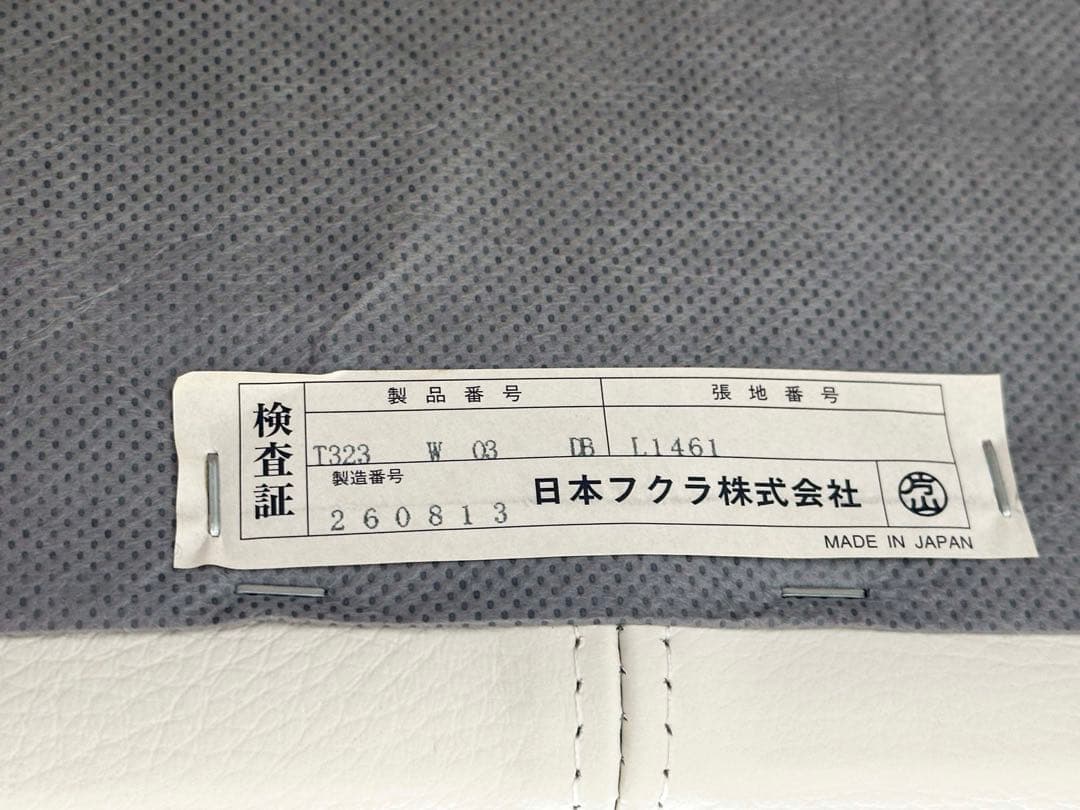 検査証
製品番号 張地番号
T323 W 03 DB L1461
製造番号
260813
日本フクラ株式会社
MADE IN JAPAN